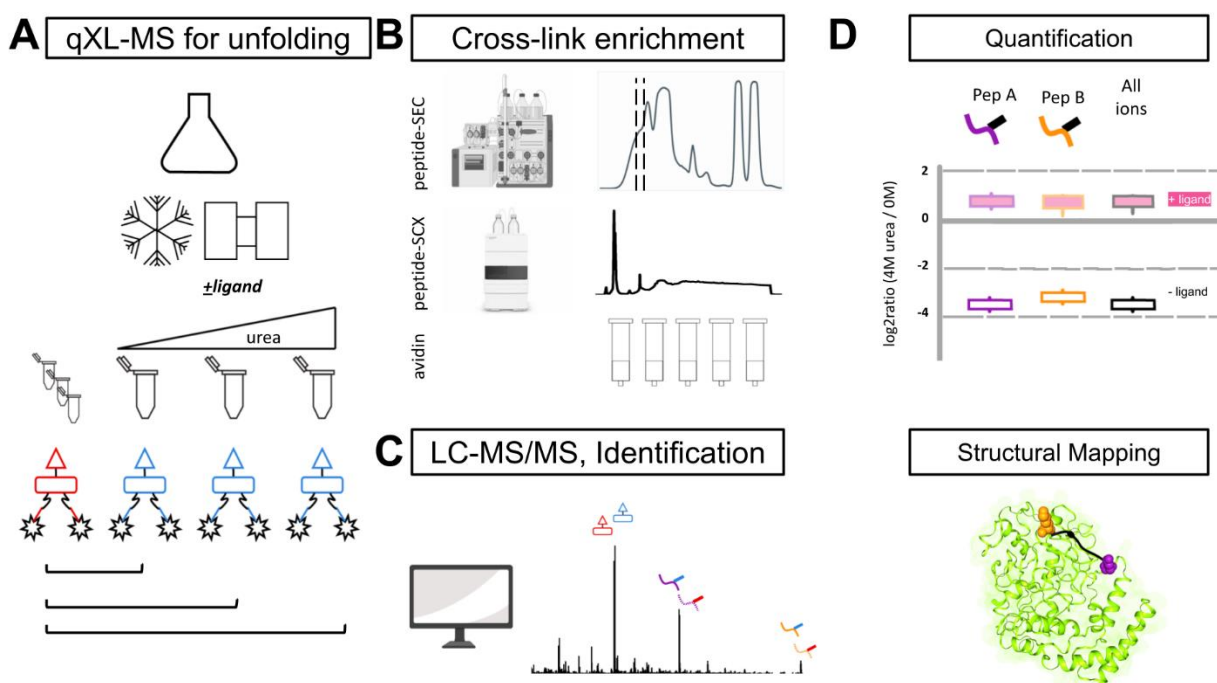 A
qXL-MS for unfolding
+ligand
urea
B
Cross-link enrichment
peptide-SEC
peptide-SCX
avidin
C
LC-MS/MS, Identification
D
Quantification
Pep A
Pep B
All
ions
log2ratio (4M urea / 0M)
2
0
-2
-4
+ ligand
- ligand
Structural Mapping